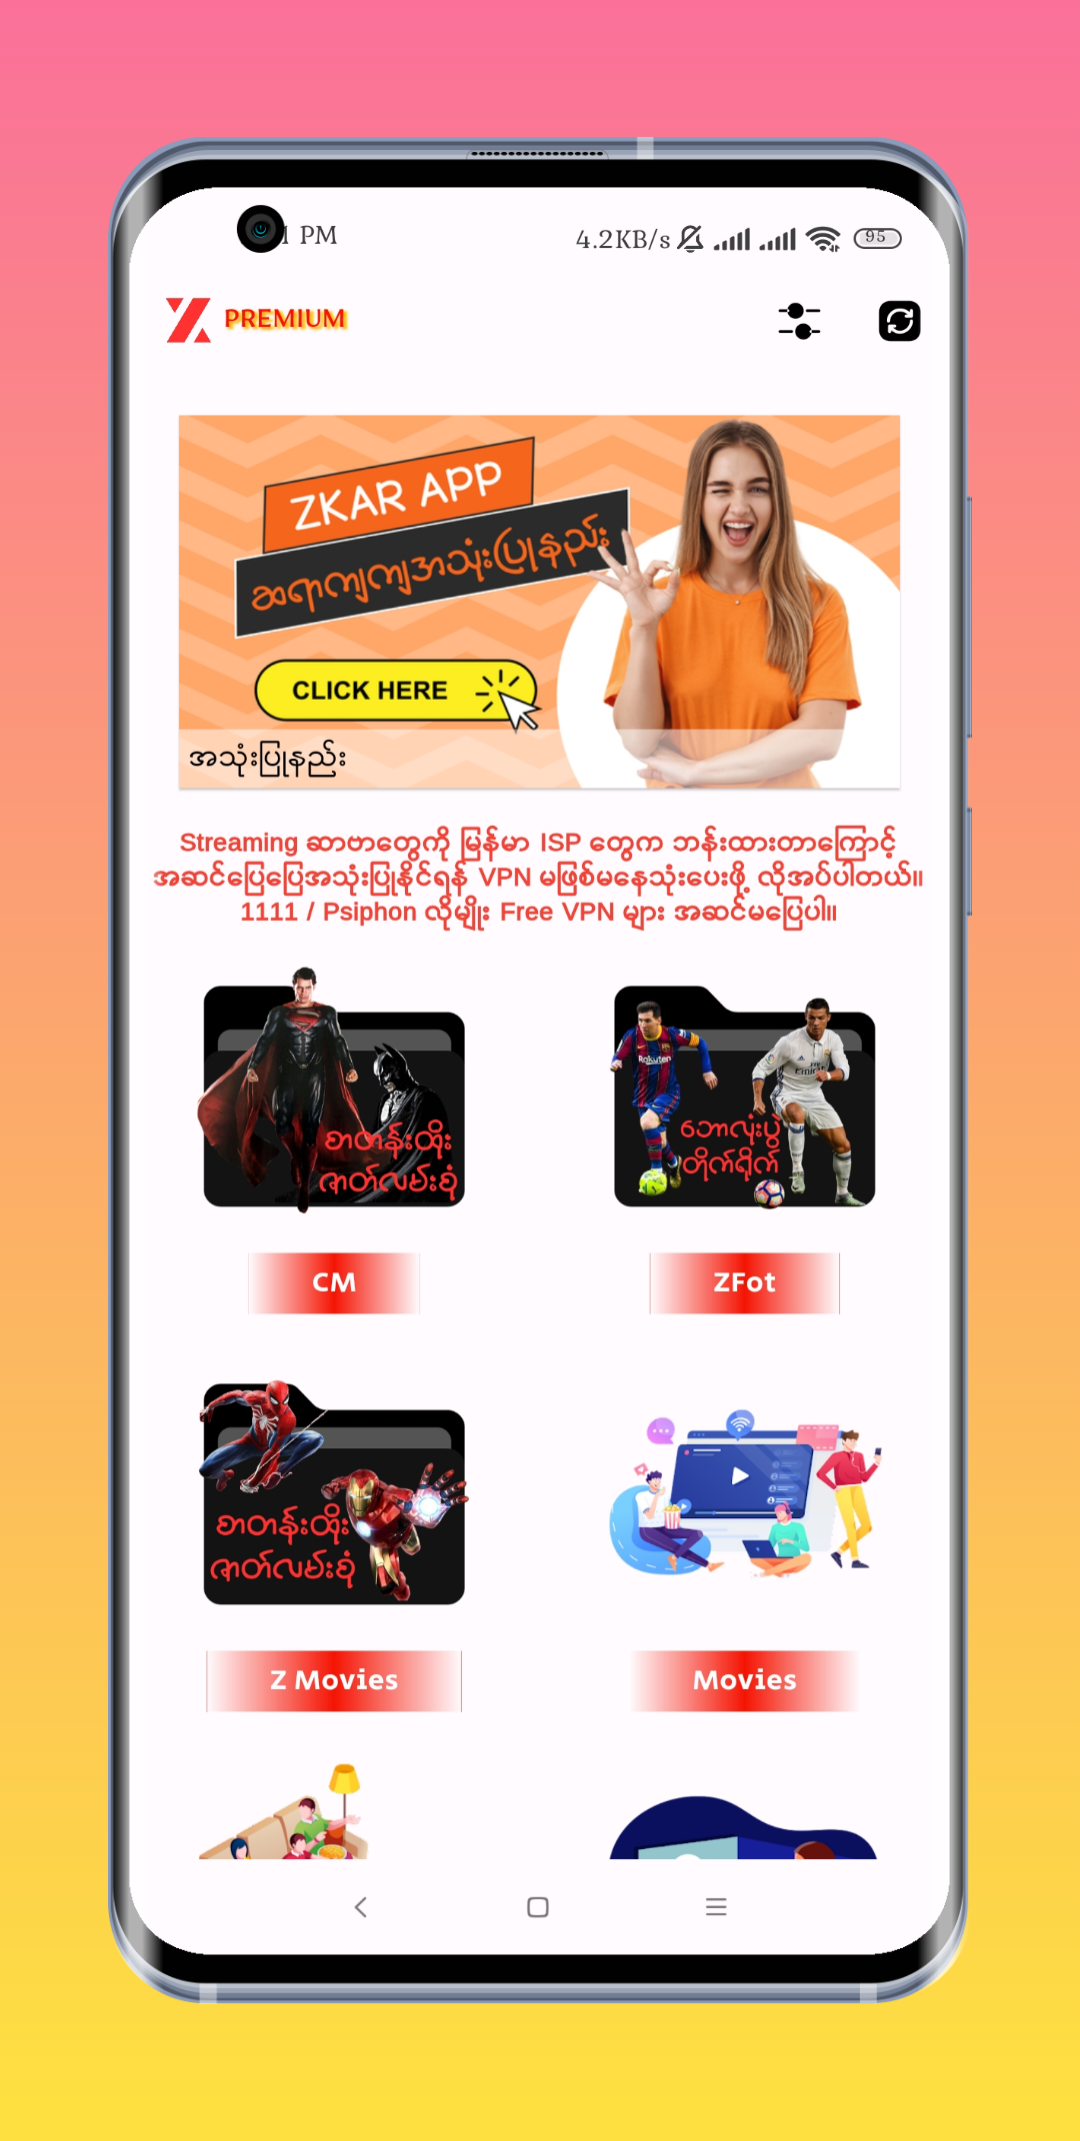 PM
4.2KB/s
95
PREMIUM
ZKAR APP
ဆရာကျကျအသုံးပြုနည်း
CLICK HERE
အသုံးပြုနည်း
Streaming ဆာဗာတွေကို မြန်မာ ISP တွေက ဘန်းထားတာကြောင့်
အဆင်ပြေပြေအသုံးပြုနိုင်ရန် VPN မဖြစ်မနေသုံးပေးဖို့ လိုအပ်ပါတယ်။
1111 / Psiphon လိုမျိုး Free VPN များ အဆင်မပြေပါ။
စာတန်းထိုး
ဇာတ်လမ်းစုံ
Rakuten
ဘောလုံးပွဲ
တိုက်ရိုက်
CM
ZFot
စာတန်းထိုး
ဇာတ်လမ်းစုံ
Z Movies
Movies